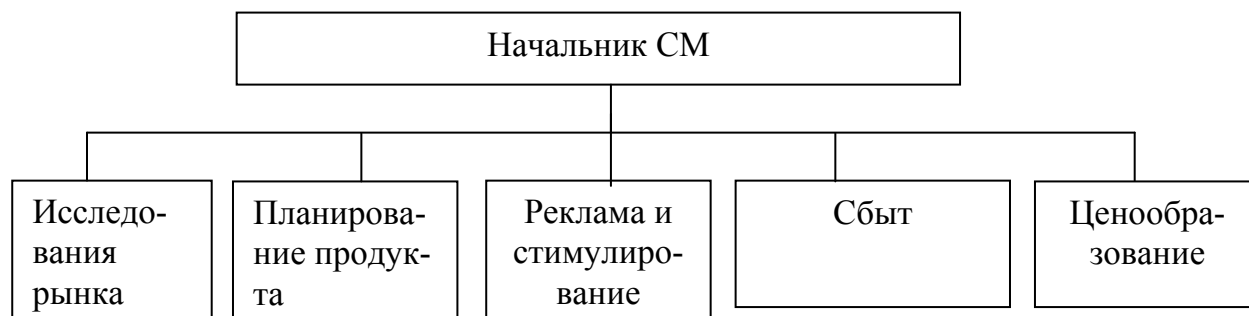 Начальник СМ
Исследо-
вания
рынка
Планирова-
ние продук-
та
Реклама и
стимулиро-
вание
Сбыт
Ценообра-
зование